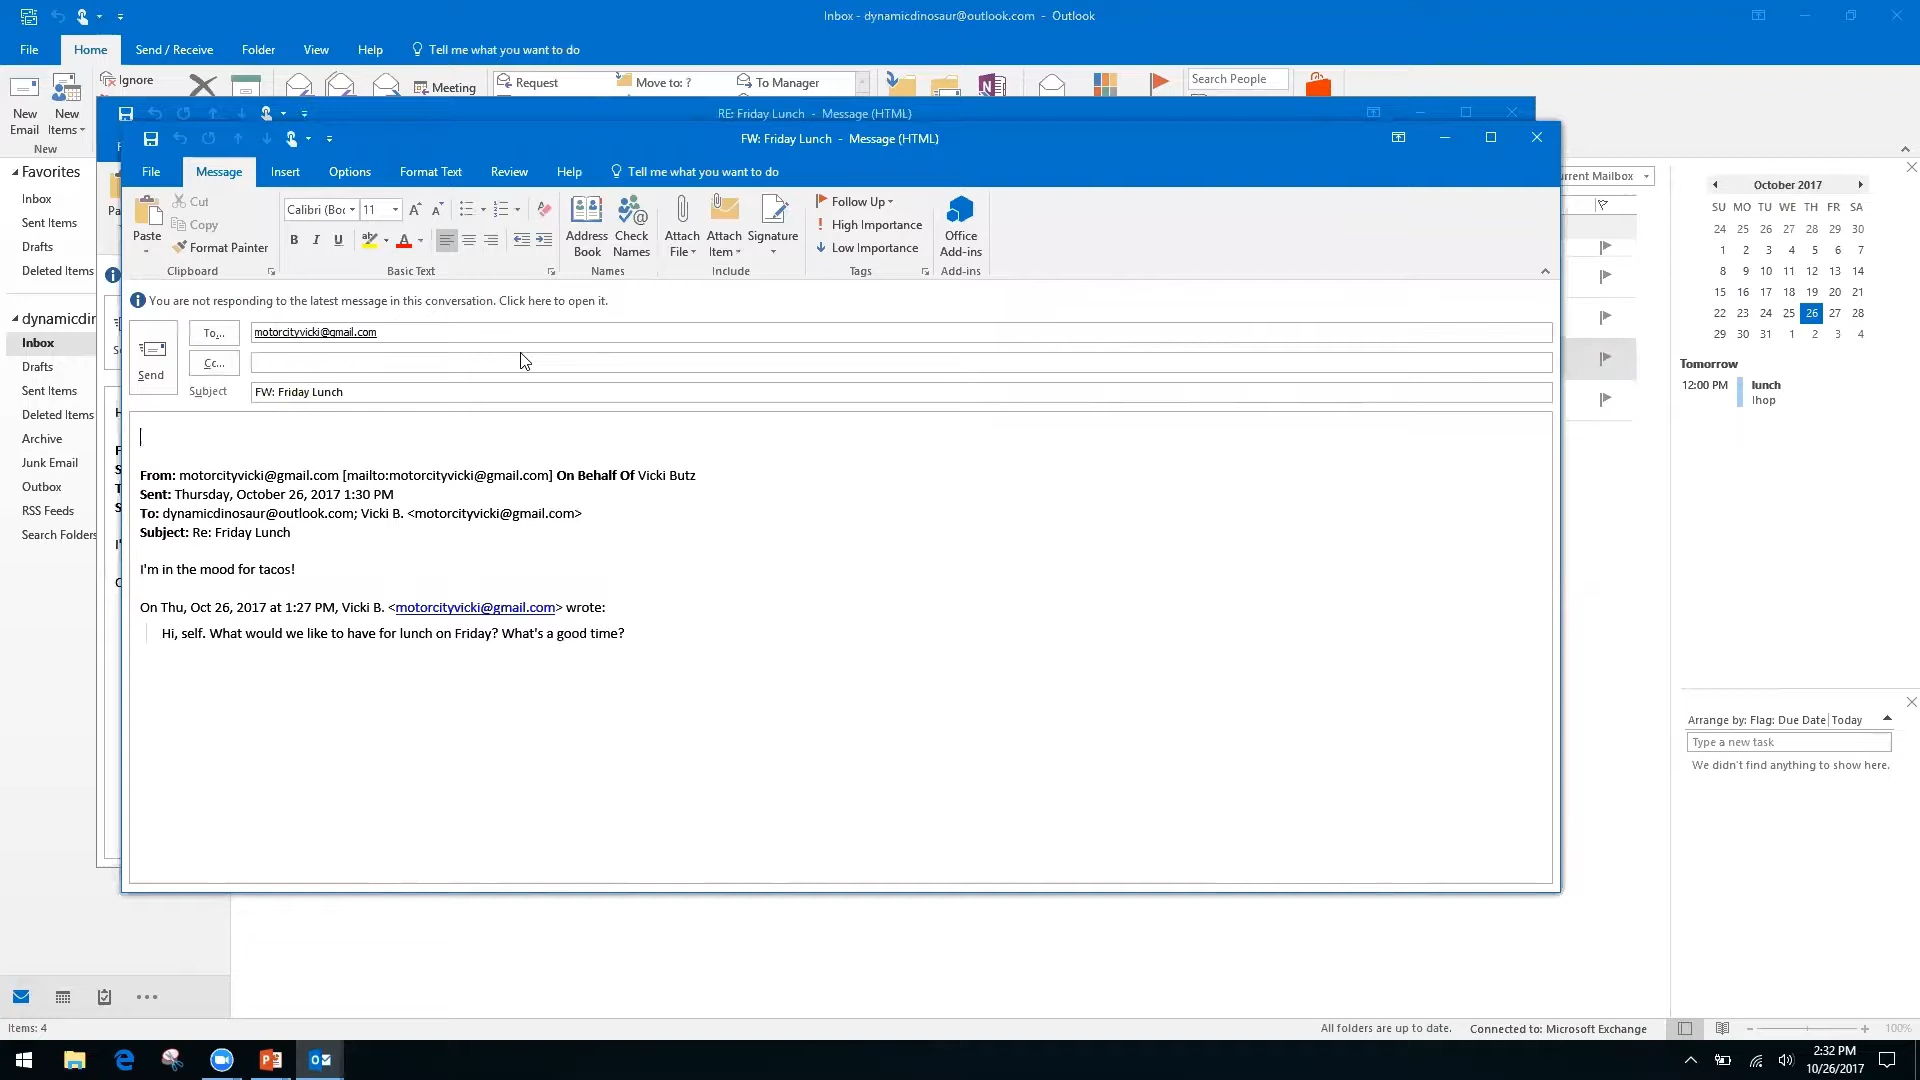 Inbox - dynamicdinosaur@outlook.com - Outlook
File Home Send / Receive Folder View Help Tell me what you want to do
Ignore
Meeting
Request
Move to: ?
To Manager
Search People
New Email
New Items
New
RE: Friday Lunch - Message (HTML)
FW: Friday Lunch - Message (HTML)
File Message Insert Options Format Text Review Help Tell me what you want to do
Paste
Cut
Copy
Format Painter
Clipboard
Calibri (Boc 11
B I U
Basic Text
Address Book
Check Names
Names
Attach File
Attach Item
Signature
Include
Follow Up
High Importance
Low Importance
Tags
Office Add-ins
Add-ins
You are not responding to the latest message in this conversation. Click here to open it.
Send
To... motorcityvicki@gmail.com
Cc...
Subject FW: Friday Lunch
From: motorcityvicki@gmail.com [mailto:motorcityvicki@gmail.com] On Behalf Of Vicki Butz
Sent: Thursday, October 26, 2017 1:30 PM
To: dynamicdinosaur@outlook.com; Vicki B. <motorcityvicki@gmail.com>
Subject: Re: Friday Lunch
I'm in the mood for tacos!
On Thu, Oct 26, 2017 at 1:27 PM, Vicki B. <motorcityvicki@gmail.com> wrote:
Hi, self. What would we like to have for lunch on Friday? What's a good time?
Favorites
Inbox
Sent Items
Drafts
Deleted Items
dynamicdin
Inbox
Drafts
Sent Items
Deleted Items
Archive
Junk Email
Outbox
RSS Feeds
Search Folders
urrent Mailbox
October 2017
SU MO TU WE TH FR SA
24 25 26 27 28 29 30
1 2 3 4 5 6 7
8 9 10 11 12 13 14
15 16 17 18 19 20 21
22 23 24 25 26 27 28
29 30 31 1 2 3 4
Tomorrow
12:00 PM lunch
Ihop
Arrange by: Flag: Due Date Today
Type a new task
We didn't find anything to show here.
Items: 4
All folders are up to date. Connected to: Microsoft Exchange
100%
2:32 PM
10/26/2017